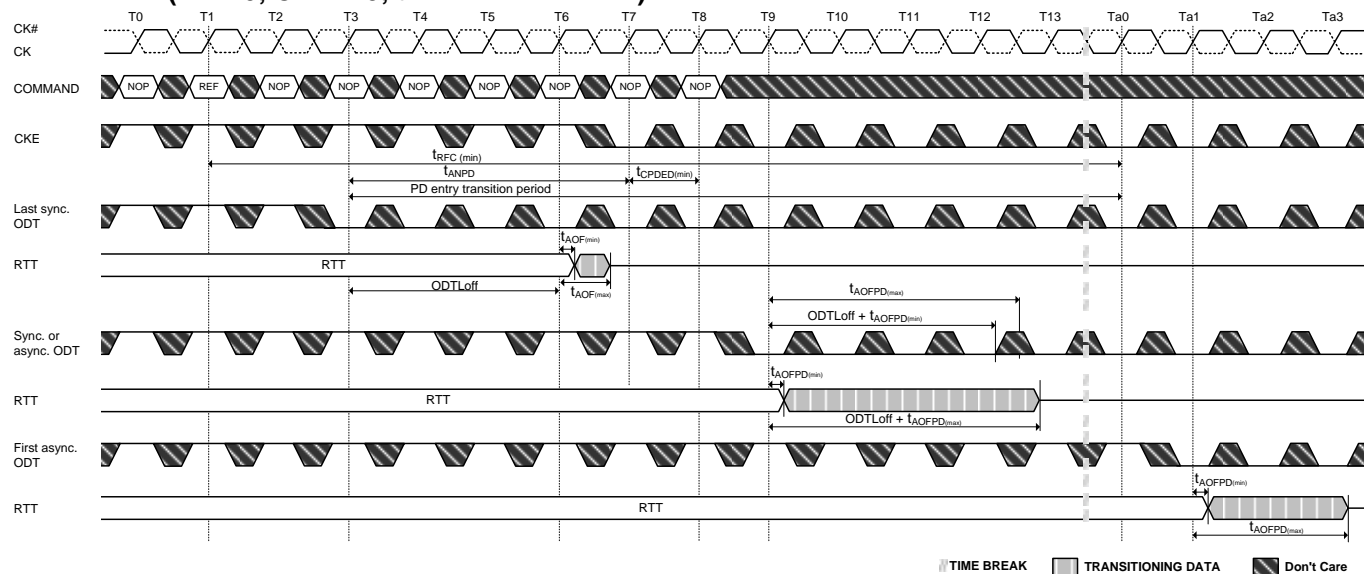 T0 T1 T2 T3 T4 T5 T6 T7 T8 T9 T10 T11 T12 T13 Ta0 Ta1 Ta2 Ta3
CK#
CK
COMMAND NOP REF NOP NOP NOP NOP NOP NOP NOP
CKE
tRFC (min)
tANPD tCPDED(min)
PD entry transition period
Last sync.
ODT
tAOF(min)
RTT RTT
ODTLoff tAOF(max)
tAOFPD(max)
ODTLoff + tAOFPD(min)
Sync. or
async. ODT
tAOFPD(min)
RTT RTT
ODTLoff + tAOFPD(max)
First async.
ODT
tAOFPD(min)
RTT RTT
tAOFPD(max)
TIME BREAK TRANSITIONING DATA Don't Care